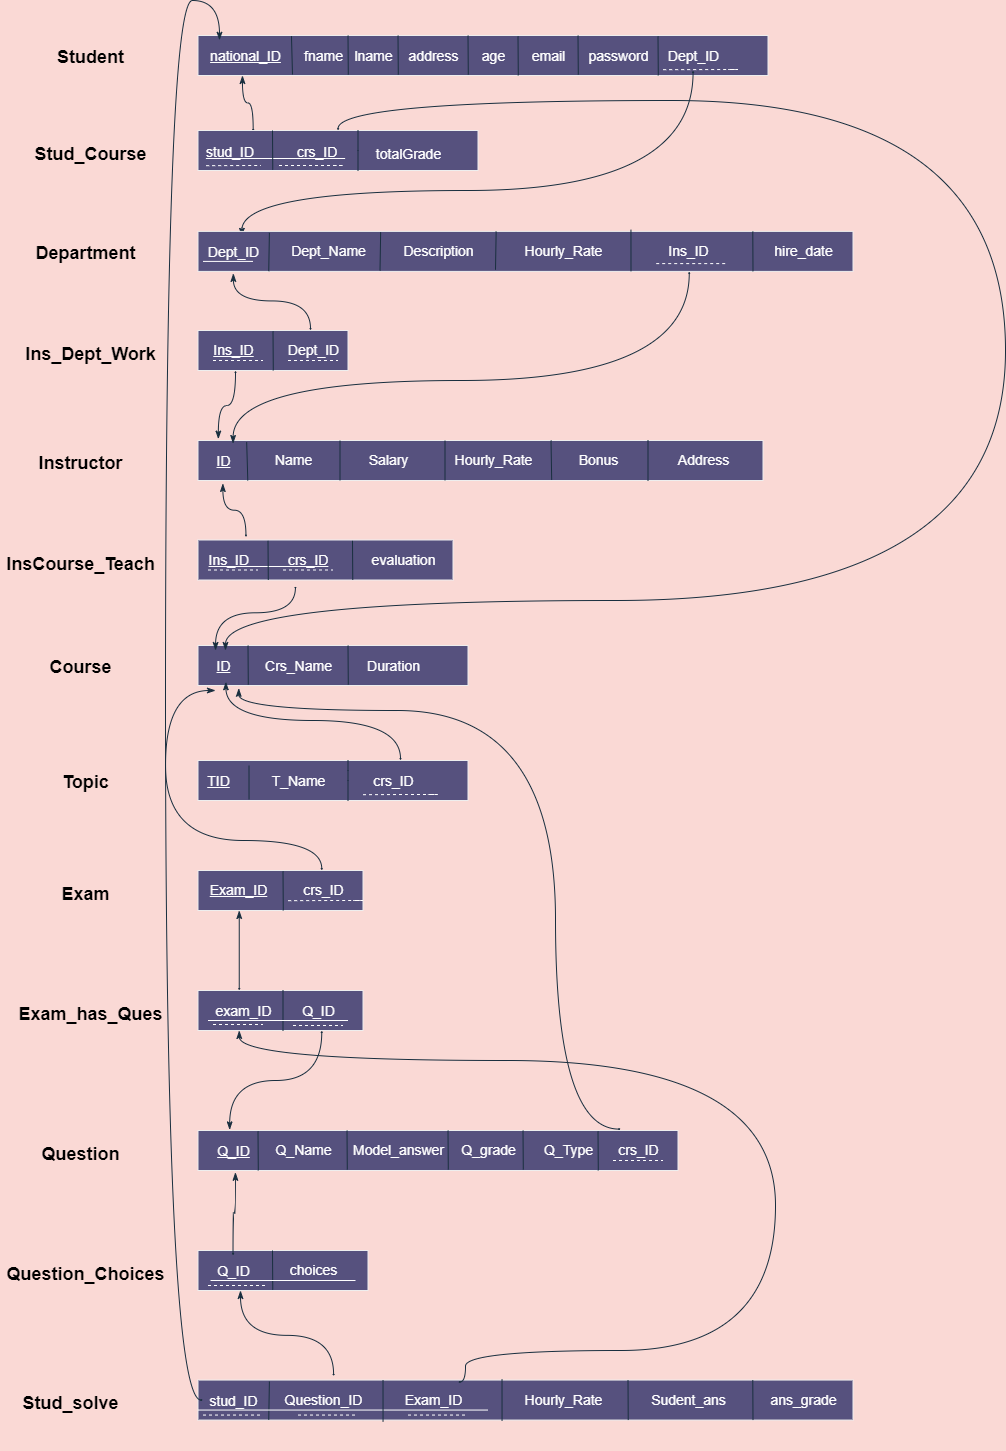 Student national_ID fname lname address age email password Dept_ID
Stud_Course stud_ID crs_ID totalGrade
Department Dept_ID Dept_Name Description Hourly_Rate Ins_ID hire_date
Ins_Dept_Work Ins_ID Dept_ID
Instructor ID Name Salary Hourly_Rate Bonus Address
InsCourse_Teach Ins_ID crs_ID evaluation
Course ID Crs_Name Duration
Topic TID T_Name crs_ID
Exam Exam_ID crs_ID
Exam_has_Ques exam_ID Q_ID
Question Q_ID Q_Name Model_answer Q_grade Q_Type crs_ID
Question_Choices Q_ID choices
Stud_solve stud_ID Question_ID Exam_ID Hourly_Rate Sudent_ans ans_grade